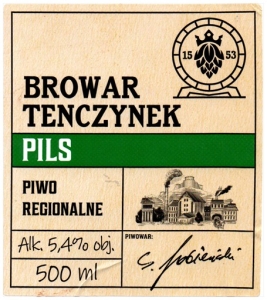 15 53
BROWAR
TENCZYNEK
PILS
PIWO
REGIONALNE
Alk. 5,4% obj.
500 ml
PIWOWAR: